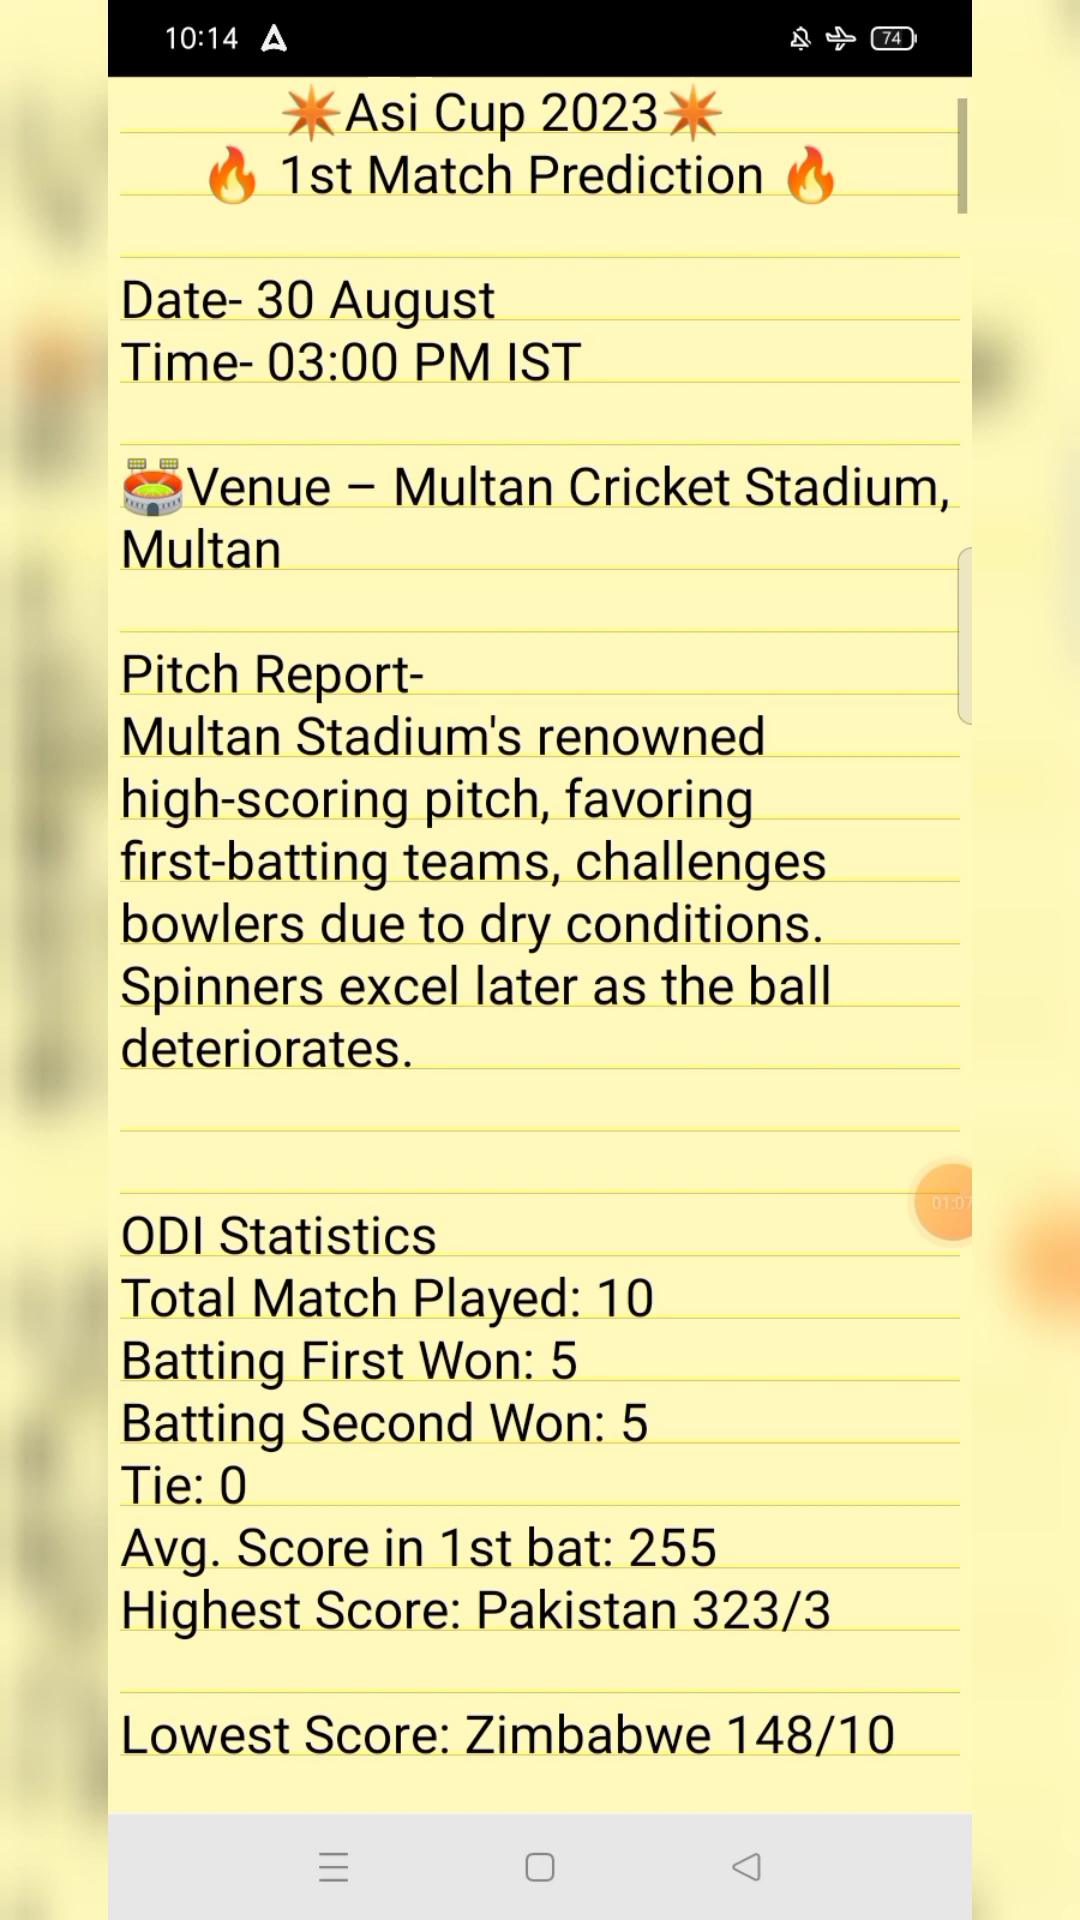 10:14
74
💥Asi Cup 2023💥
🔥 1st Match Prediction 🔥
Date- 30 August
Time- 03:00 PM IST
🏟️Venue – Multan Cricket Stadium,
Multan
Pitch Report-
Multan Stadium's renowned
high-scoring pitch, favoring
first-batting teams, challenges
bowlers due to dry conditions.
Spinners excel later as the ball
deteriorates.
01:07
ODI Statistics
Total Match Played: 10
Batting First Won: 5
Batting Second Won: 5
Tie: 0
Avg. Score in 1st bat: 255
Highest Score: Pakistan 323/3
Lowest Score: Zimbabwe 148/10